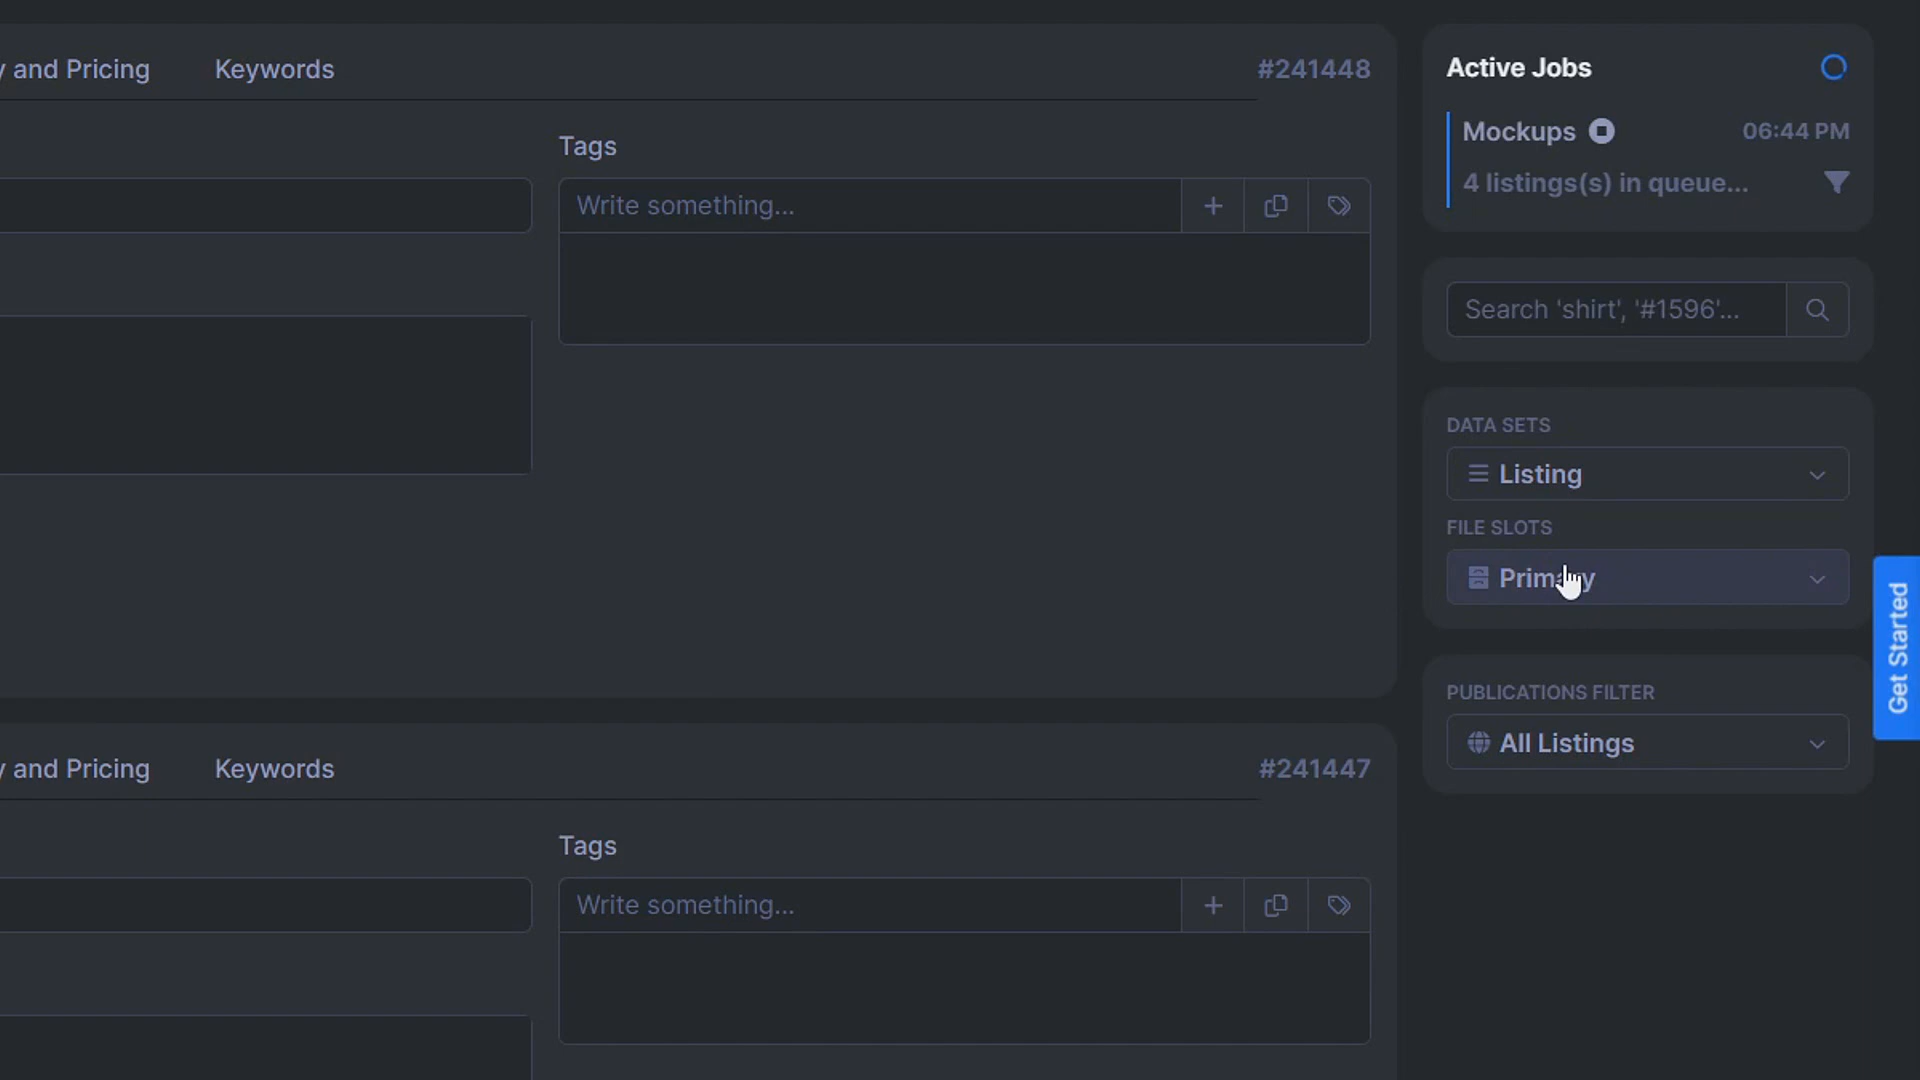 y and Pricing
Keywords
#241448
Tags
Write something...
Active Jobs
Mockups
06:44 PM
4 listings(s) in queue...
Search 'shirt', '#1596'...
DATA SETS
Listing
FILE SLOTS
Primary
Get Started
PUBLICATIONS FILTER
All Listings
y and Pricing
Keywords
#241447
Tags
Write something...